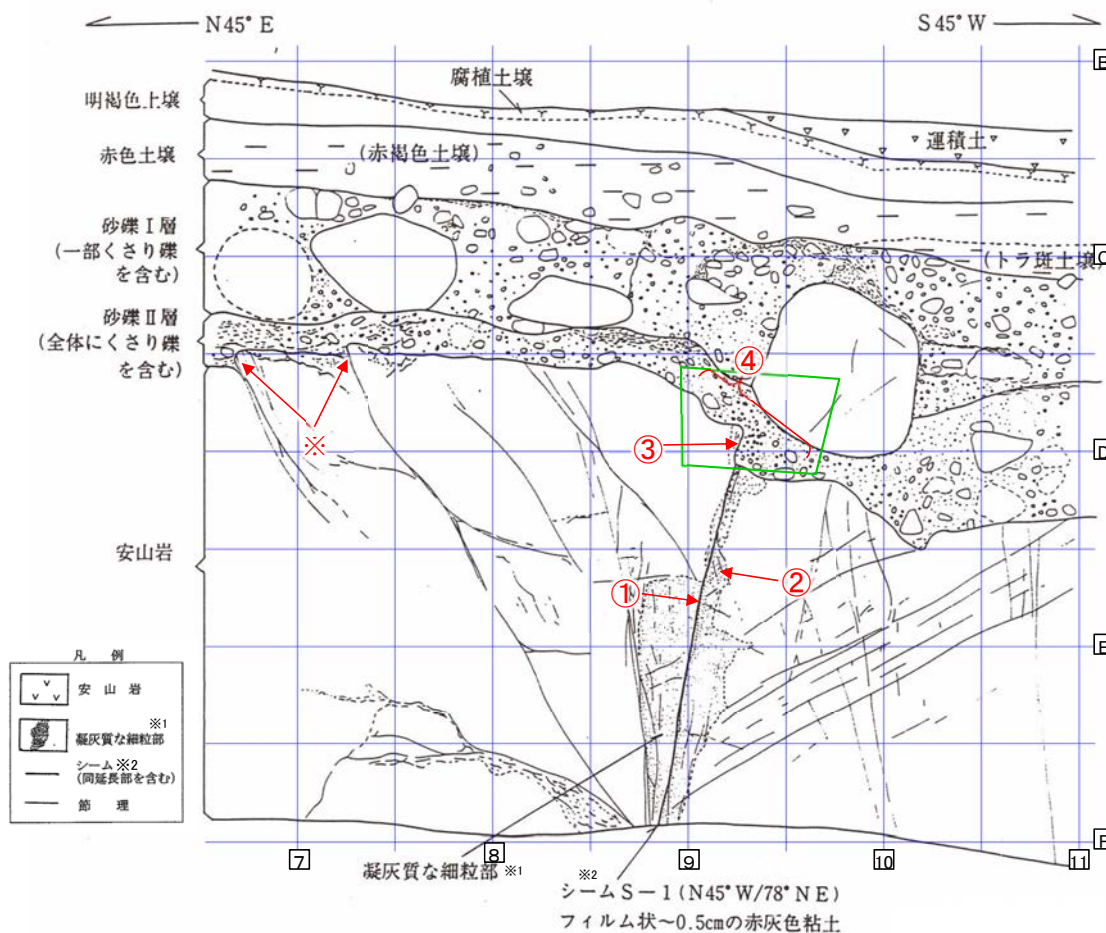 N45°E
S45°W
腐植土壌
明褐色土壌
運積土
赤色土壌
(赤褐色土壌)
砂礫Ⅰ層
(一部くさり礫
を含む)
(トラ斑土壌)
砂礫Ⅱ層
(全体にくさり礫
を含む)
④
③
※
安山岩
①
②
凡 例
安 山 岩
凝灰質な細粒部 ※1
シーム ※2
(同延長部を含む)
節 理
B
C
D
E
F
7
8
9
10
11
凝灰質な細粒部 ※1
※2
シームS-1(N45°W/78°NE)
フィルム状~0.5cmの赤灰色粘土